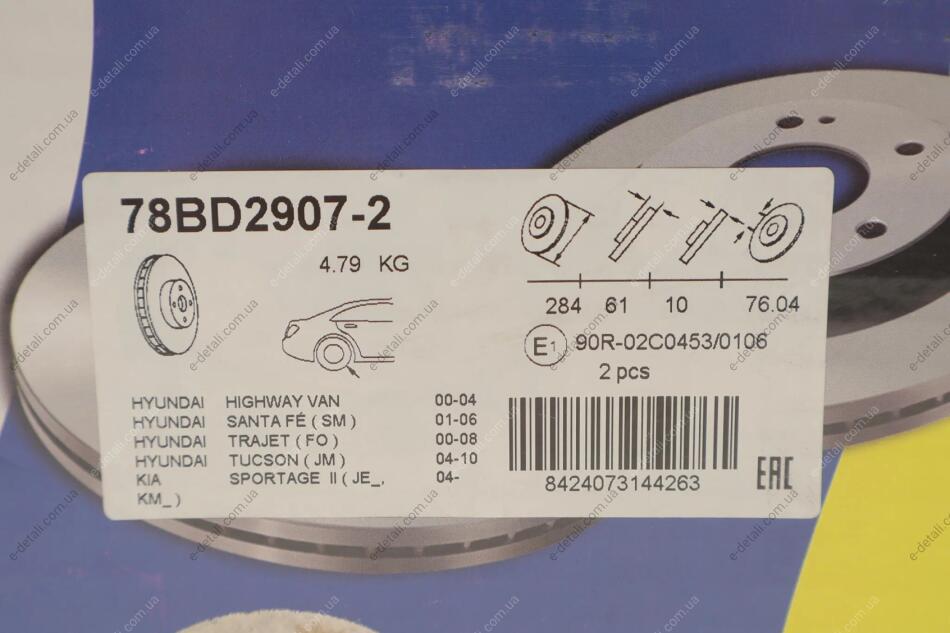 78BD2907-2
4.79 KG
284 61 10 76.04
E1 90R-02C0453/0106
2 pcs
HYUNDAI HIGHWAY VAN 00-04
HYUNDAI SANTA FÉ ( SM ) 01-06
HYUNDAI TRAJET ( FO ) 00-08
HYUNDAI TUCSON ( JM ) 04-10
KIA SPORTAGE II ( JE_, 04-
KM_ )
8424073144263
EAC
e-detali.com.ua